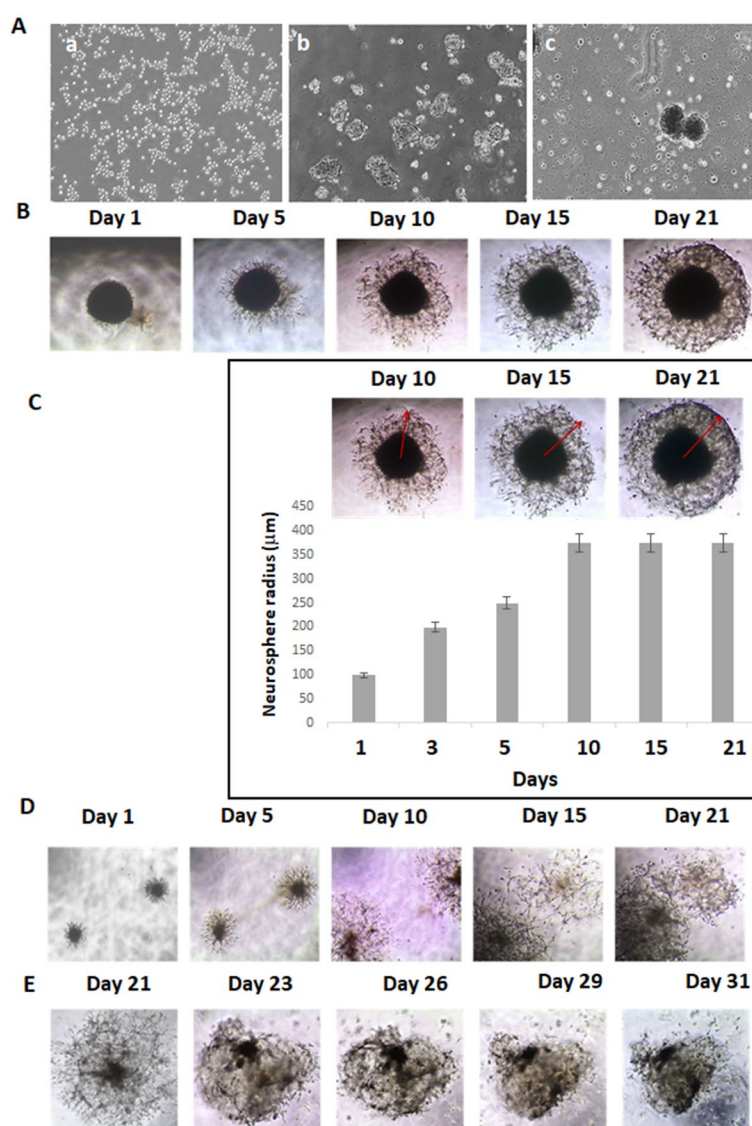 A
a b c
B
Day 1 Day 5 Day 10 Day 15 Day 21
C
Day 10 Day 15 Day 21
Neurosphere radius (μm)
450
400
350
300
250
200
150
100
50
0
1 3 5 10 15 21
Days
D
Day 1 Day 5 Day 10 Day 15 Day 21
E
Day 21 Day 23 Day 26 Day 29 Day 31